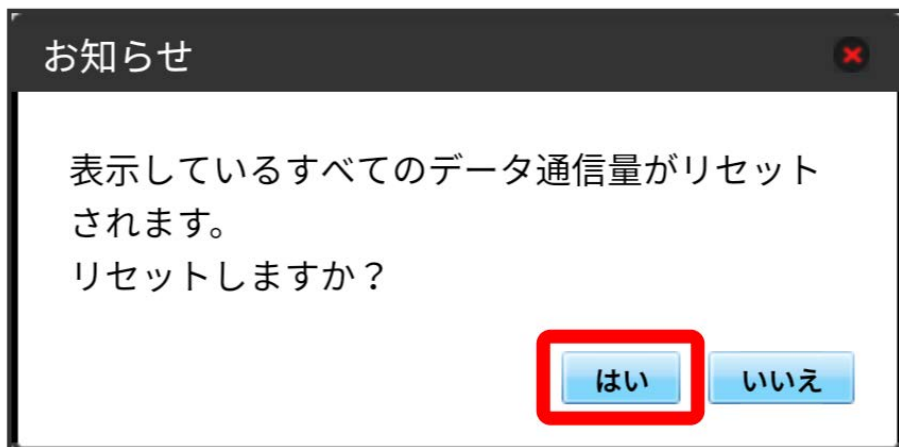 お知らせ
表示しているすべてのデータ通信量がリセット
されます。
リセットしますか？
はい いいえ